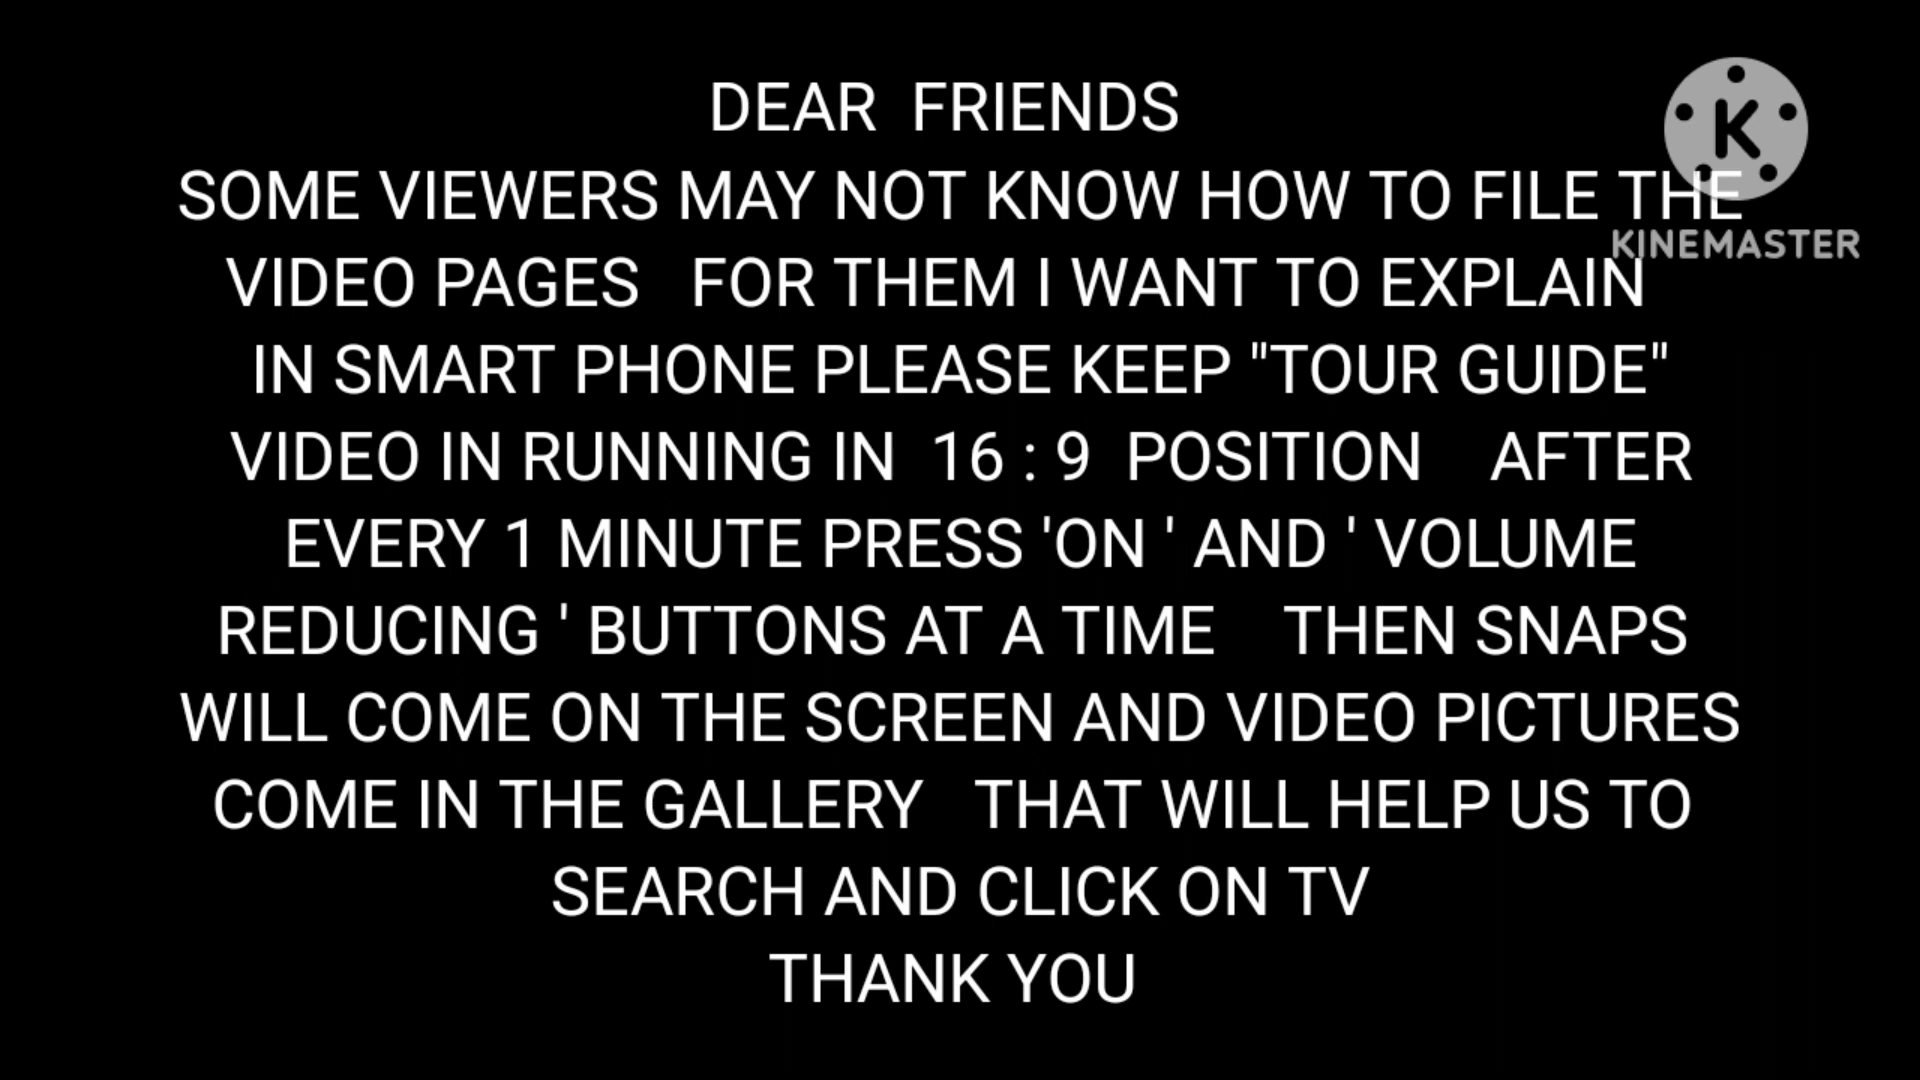 DEAR FRIENDS
SOME VIEWERS MAY NOT KNOW HOW TO FILE THE
VIDEO PAGES FOR THEM I WANT TO EXPLAIN
IN SMART PHONE PLEASE KEEP "TOUR GUIDE"
VIDEO IN RUNNING IN 16 : 9 POSITION AFTER
EVERY 1 MINUTE PRESS 'ON ' AND ' VOLUME
REDUCING ' BUTTONS AT A TIME THEN SNAPS
WILL COME ON THE SCREEN AND VIDEO PICTURES
COME IN THE GALLERY THAT WILL HELP US TO
SEARCH AND CLICK ON TV
THANK YOU
K
KINEMASTER